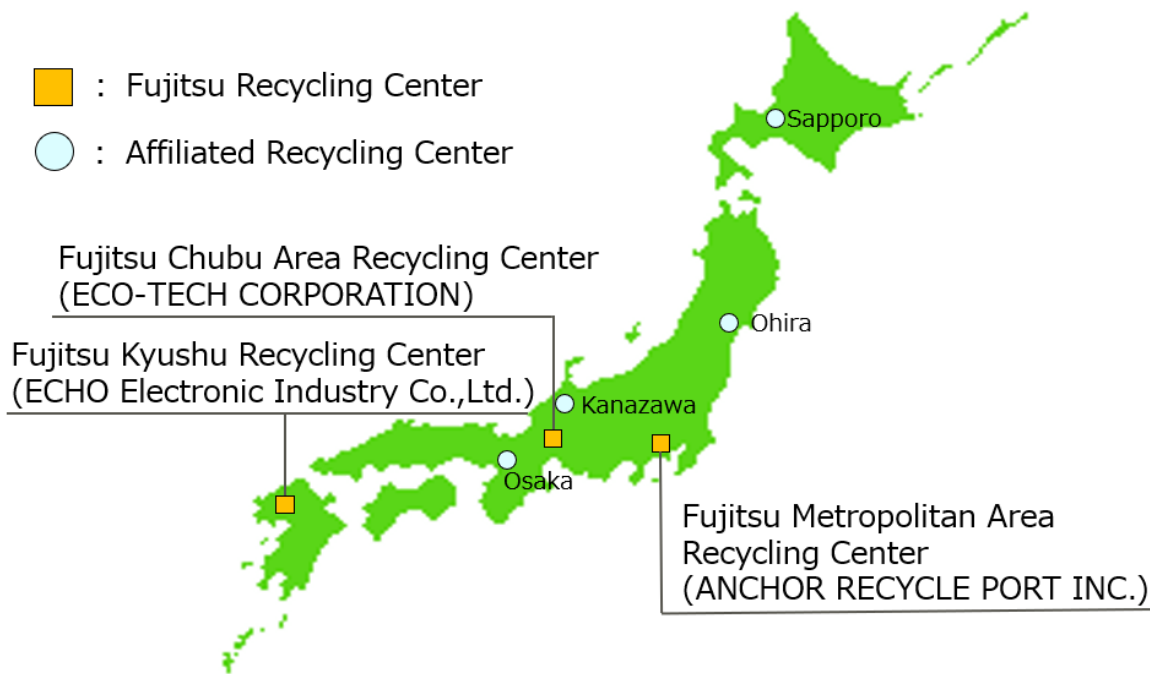 : Fujitsu Recycling Center
: Affiliated Recycling Center
Sapporo
Fujitsu Chubu Area Recycling Center
(ECO-TECH CORPORATION)
Ohira
Fujitsu Kyushu Recycling Center
(ECHO Electronic Industry Co.,Ltd.)
Kanazawa
Osaka
Fujitsu Metropolitan Area
Recycling Center
(ANCHOR RECYCLE PORT INC.)